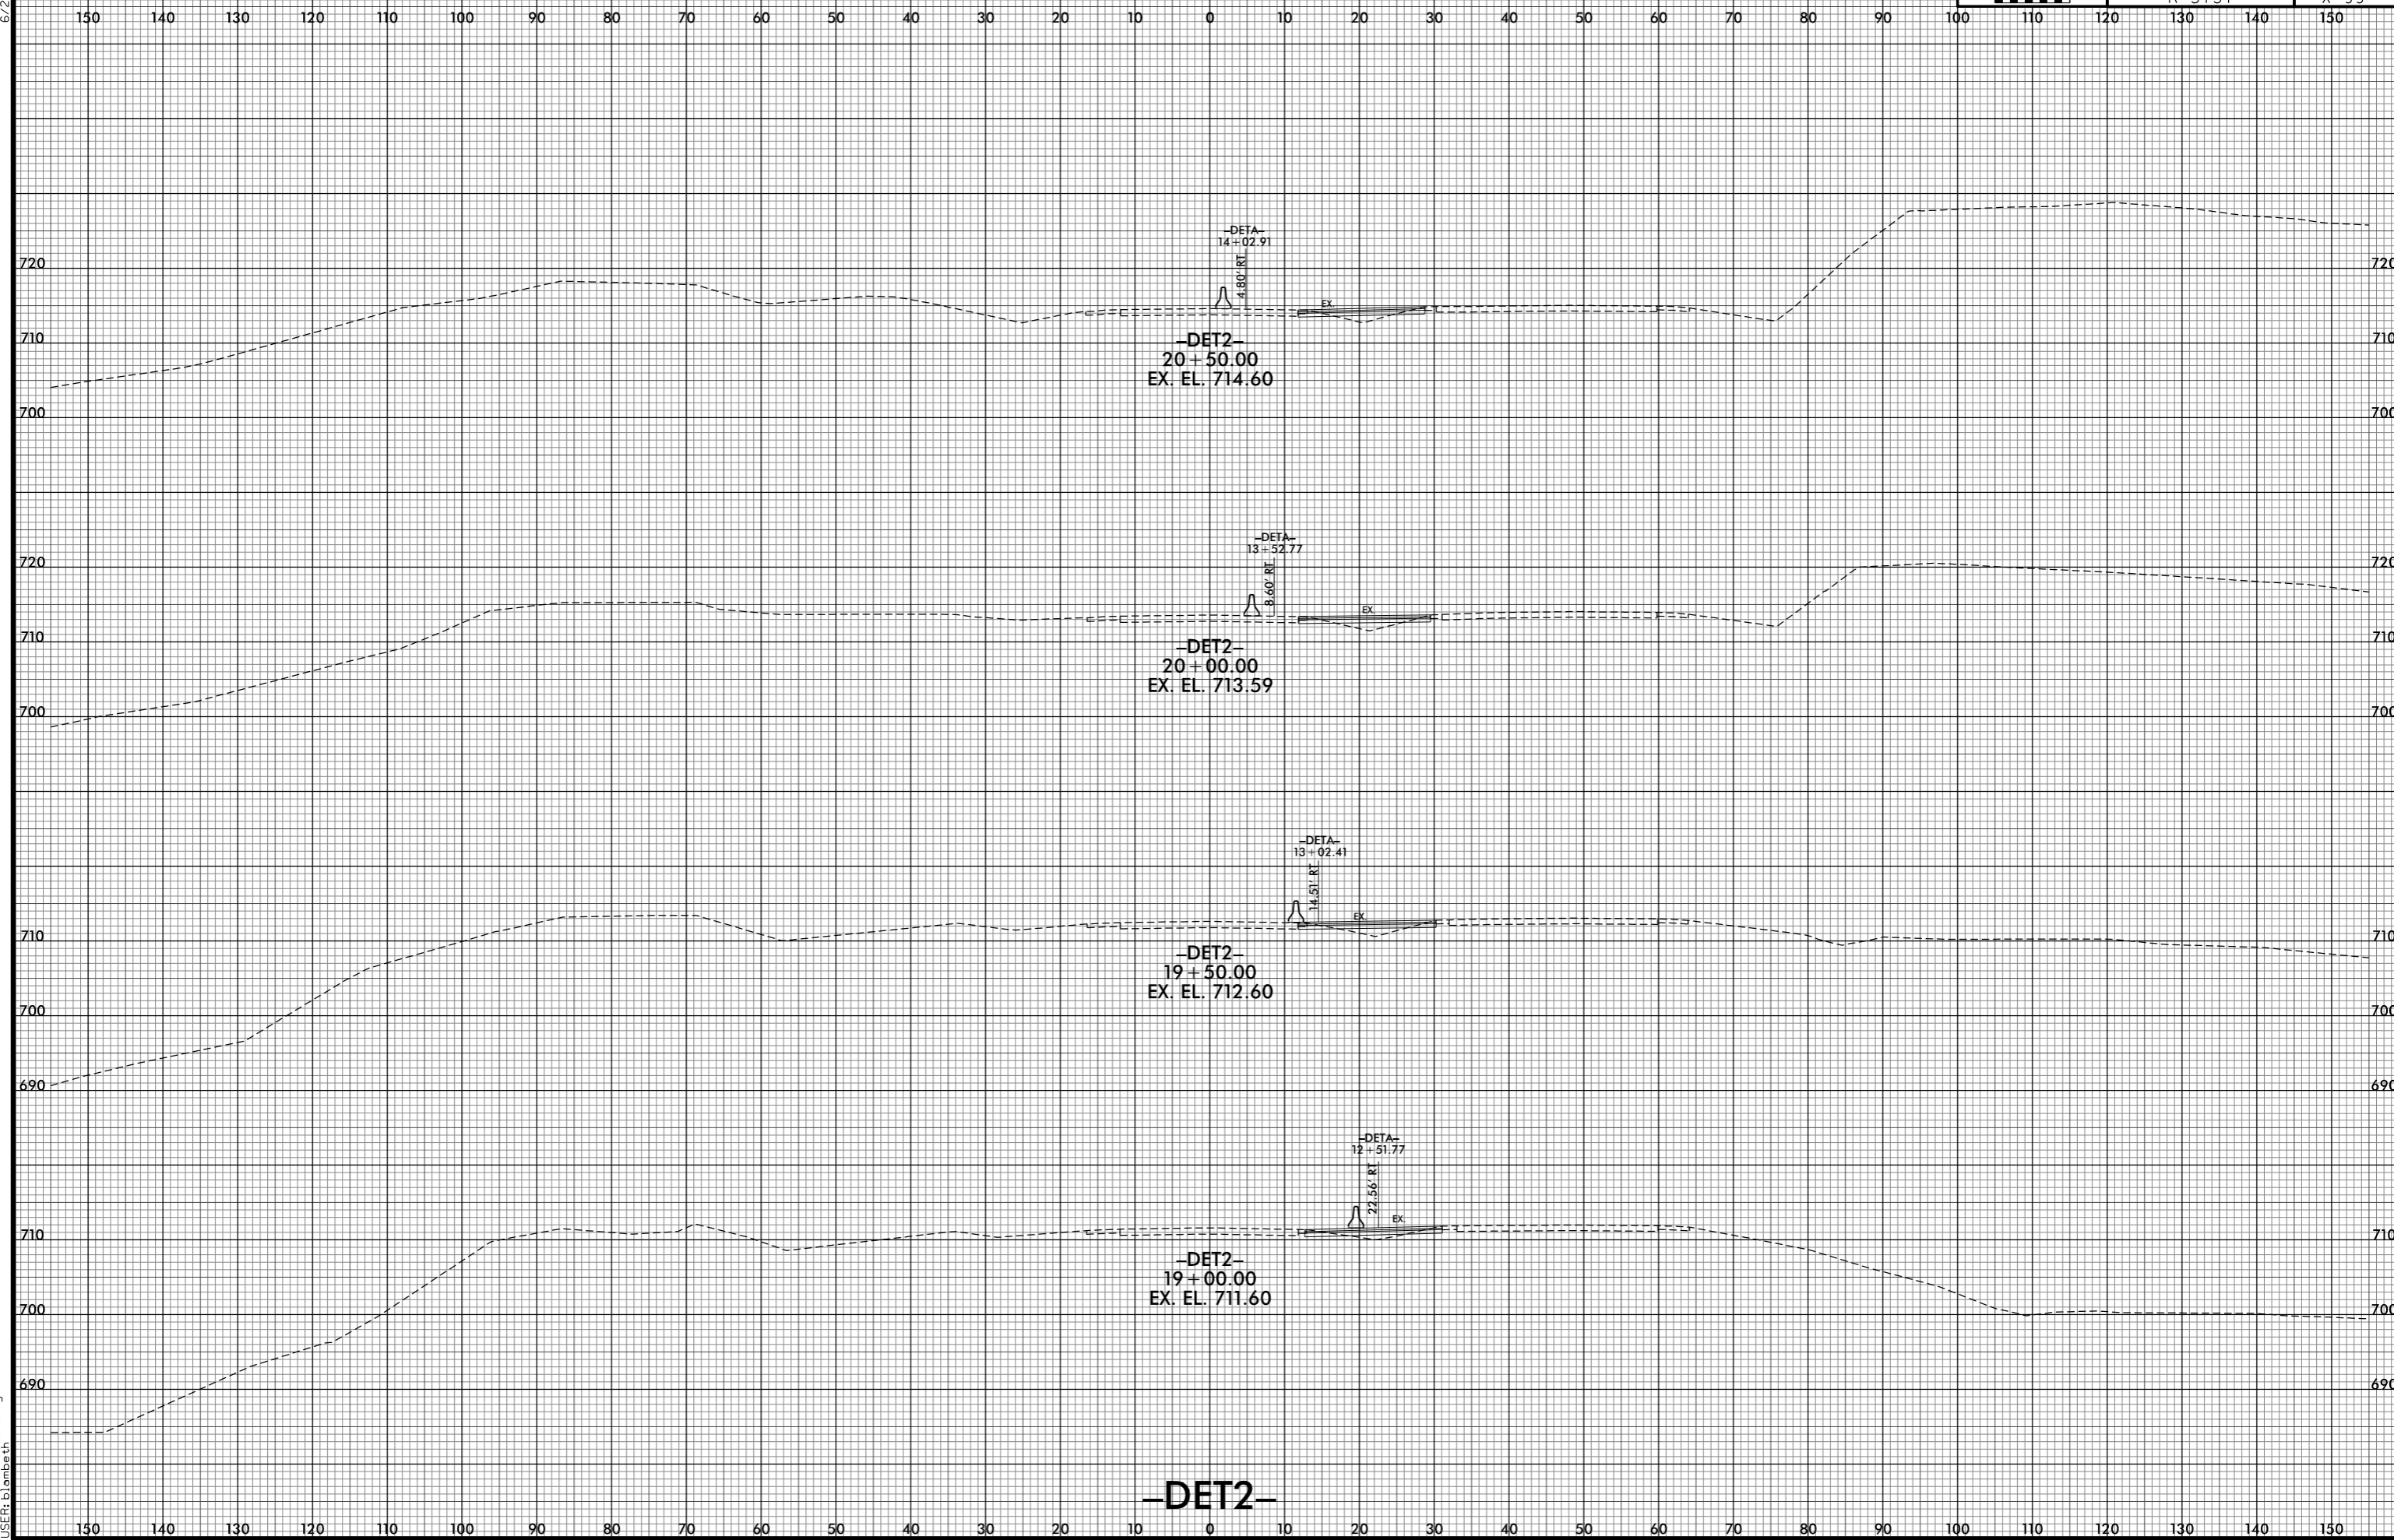 150 140 130 120 110 100 90 80 70 60 50 40 30 20 10 0 10 20 30 40 50 60 70 80 90 100 110 120 130 140 150
–DETA–
14+02.91
4.80' RT
EX.
720 720
710 710
700 700
–DET2–
20+50.00
EX. EL. 714.60
–DETA–
13+52.77
8.60' RT
EX.
720 720
710 710
700 700
–DET2–
20+00.00
EX. EL. 713.59
–DETA–
13+02.41
14.51' RT
EX.
710 710
700 700
690 690
–DET2–
19+50.00
EX. EL. 712.60
–DETA–
12+51.77
22.56' RT
EX.
710 710
700 700
690 690
–DET2–
19+00.00
EX. EL. 711.60
–DET2–
150 140 130 120 110 100 90 80 70 60 50 40 30 20 10 0 10 20 30 40 50 60 70 80 90 100 110 120 130 140 150
USER: blambeth